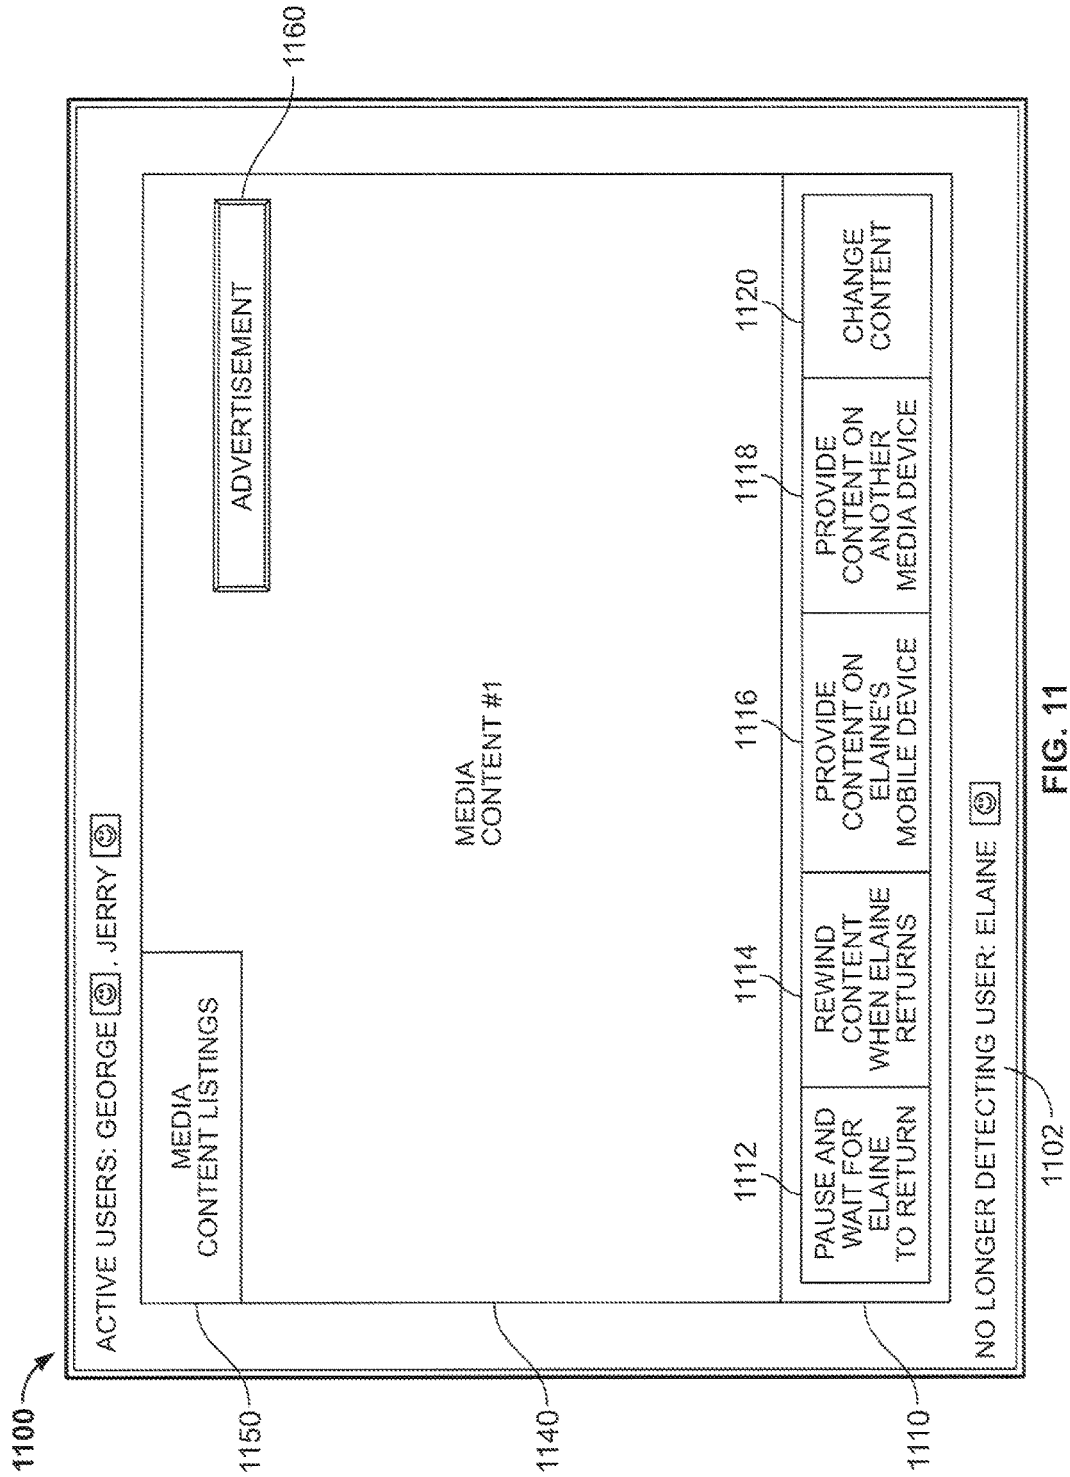 1100
ACTIVE USERS: GEORGE , JERRY
1150
MEDIA
CONTENT LISTINGS
ADVERTISEMENT
1160
1140
MEDIA
CONTENT #1
1110
1112
1114
1116
1118
1120
PAUSE AND
WAIT FOR
ELAINE
TO RETURN
REWIND
CONTENT
WHEN ELAINE
RETURNS
PROVIDE
CONTENT ON
ELAINE'S
MOBILE DEVICE
PROVIDE
CONTENT ON
ANOTHER
MEDIA DEVICE
CHANGE
CONTENT
NO LONGER DETECTING USER: ELAINE
1102
FIG. 11